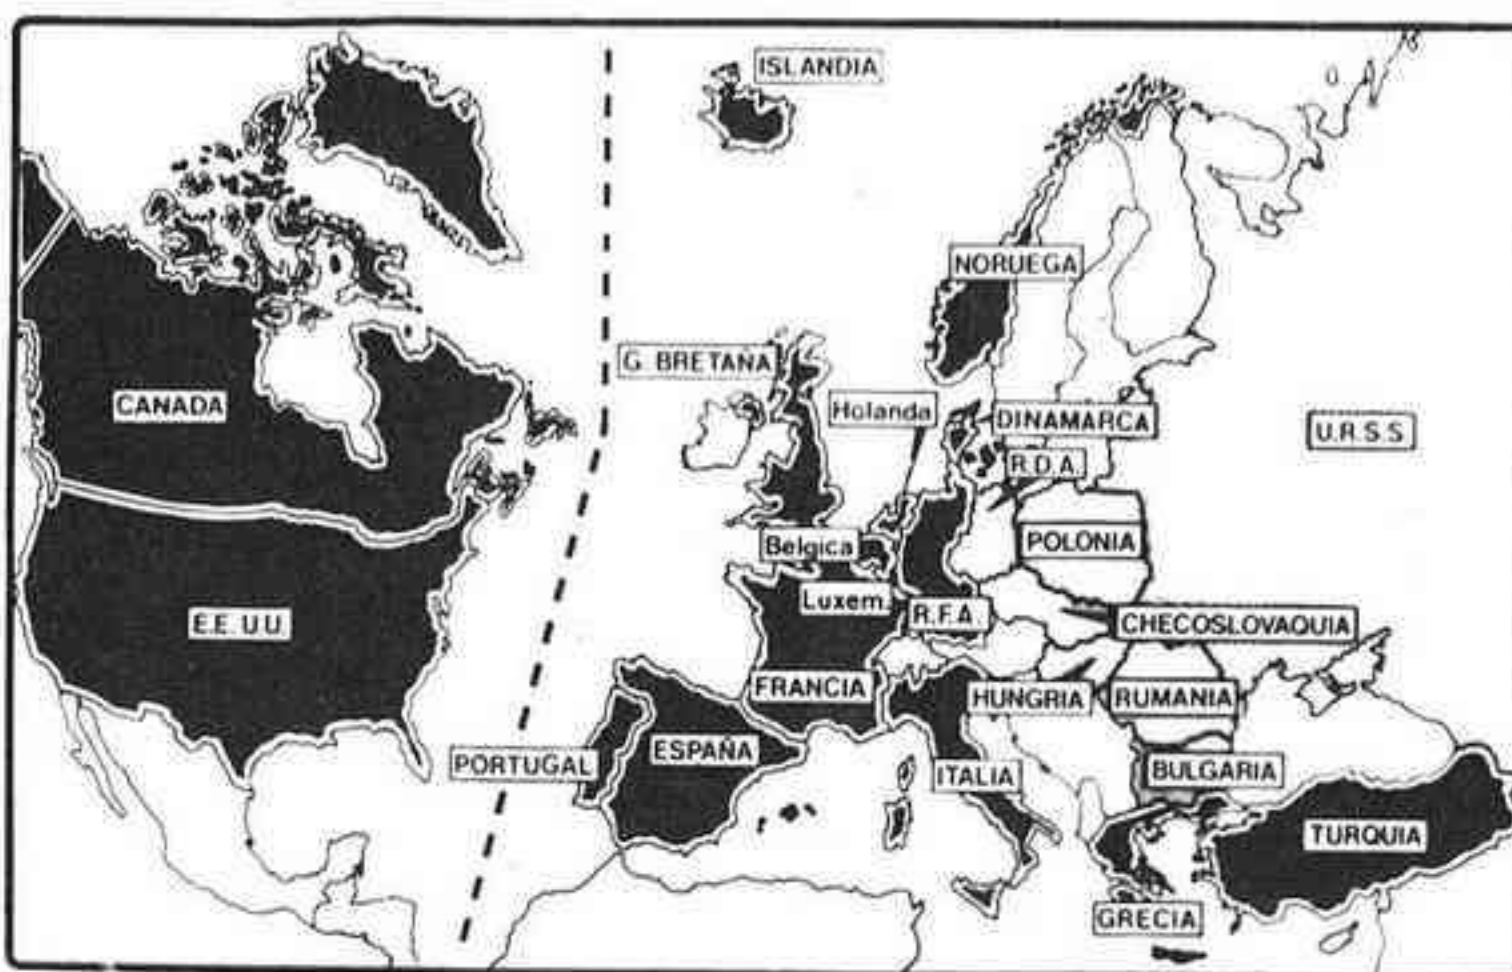 ISLANDIA
NORUEGA
G. BRETAÑA
CANADA
Holanda
DINAMARCA
U.R.S.S.
R.D.A.
Belgica
POLONIA
Luxem.
R.F.A.
E.E.U.U.
CHECOSLOVAQUIA
FRANCIA
HUNGRIA
RUMANIA
PORTUGAL
ESPAÑA
ITALIA
BULGARIA
TURQUIA
GRECIA